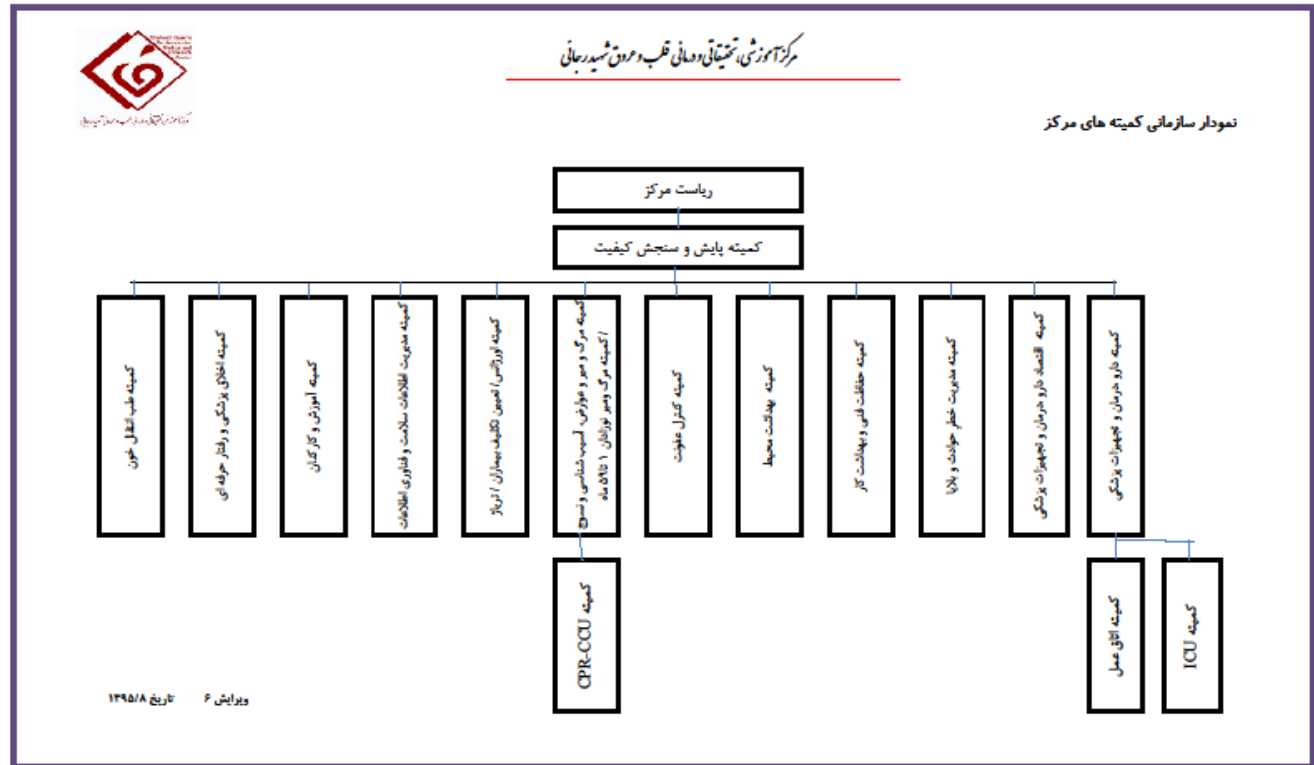 مرکز آموزشی، تحقیقاتی و درمانی قلب و عروق شهید رجائی
نمودار سازمانی کمیته های مرکز
ریاست مرکز
کمیته پایش و سنجش کیفیت
کمیته دارو درمان و تجهیزات پزشکی
کمیته اقتصاد دارو درمان و تجهیزات پزشکی
کمیته مدیریت خطر حوادث و بلایا
کمیته حفاظت فنی و بهداشت کار
کمیته بهداشت محیط
کمیته کنترل عفونت
کمیته مرگ و میر و عوارض، آسیب شناسی و نسوج
/ کمیته مرگ ومیر نوزادان ۱ تا۵۹ ماه
کمیته اورژانس/ تعیین تکلیف بیماران / تریاژ
کمیته مدیریت اطلاعات سلامت و فناوری اطلاعات
کمیته آموزش و کارکنان
کمیته اخلاق پزشکی و رفتار حرفه ای
کمیته طب انتقال خون
کمیته ICU
کمیته اتاق عمل
کمیته CPR-CCU
ویرایش ۶ تاریخ ۱۳۹۵/۸